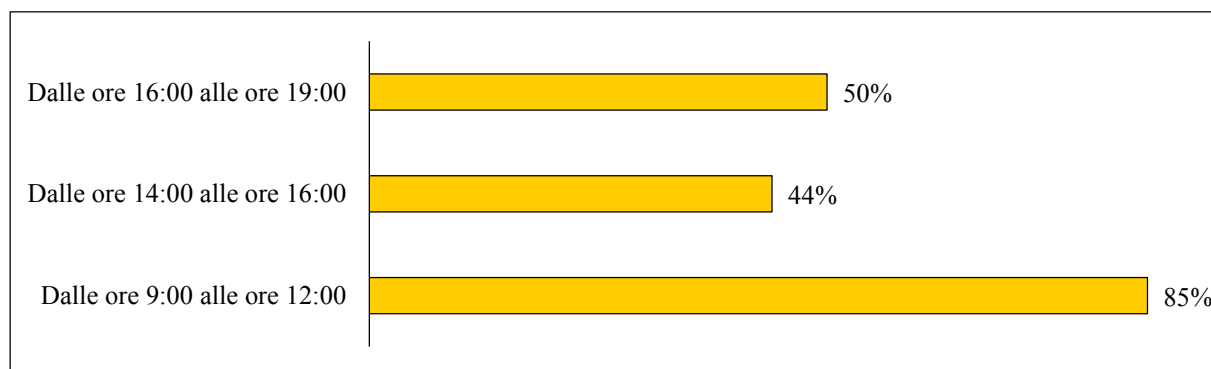 Dalle ore 16:00 alle ore 19:00 50%
Dalle ore 14:00 alle ore 16:00 44%
Dalle ore 9:00 alle ore 12:00 85%